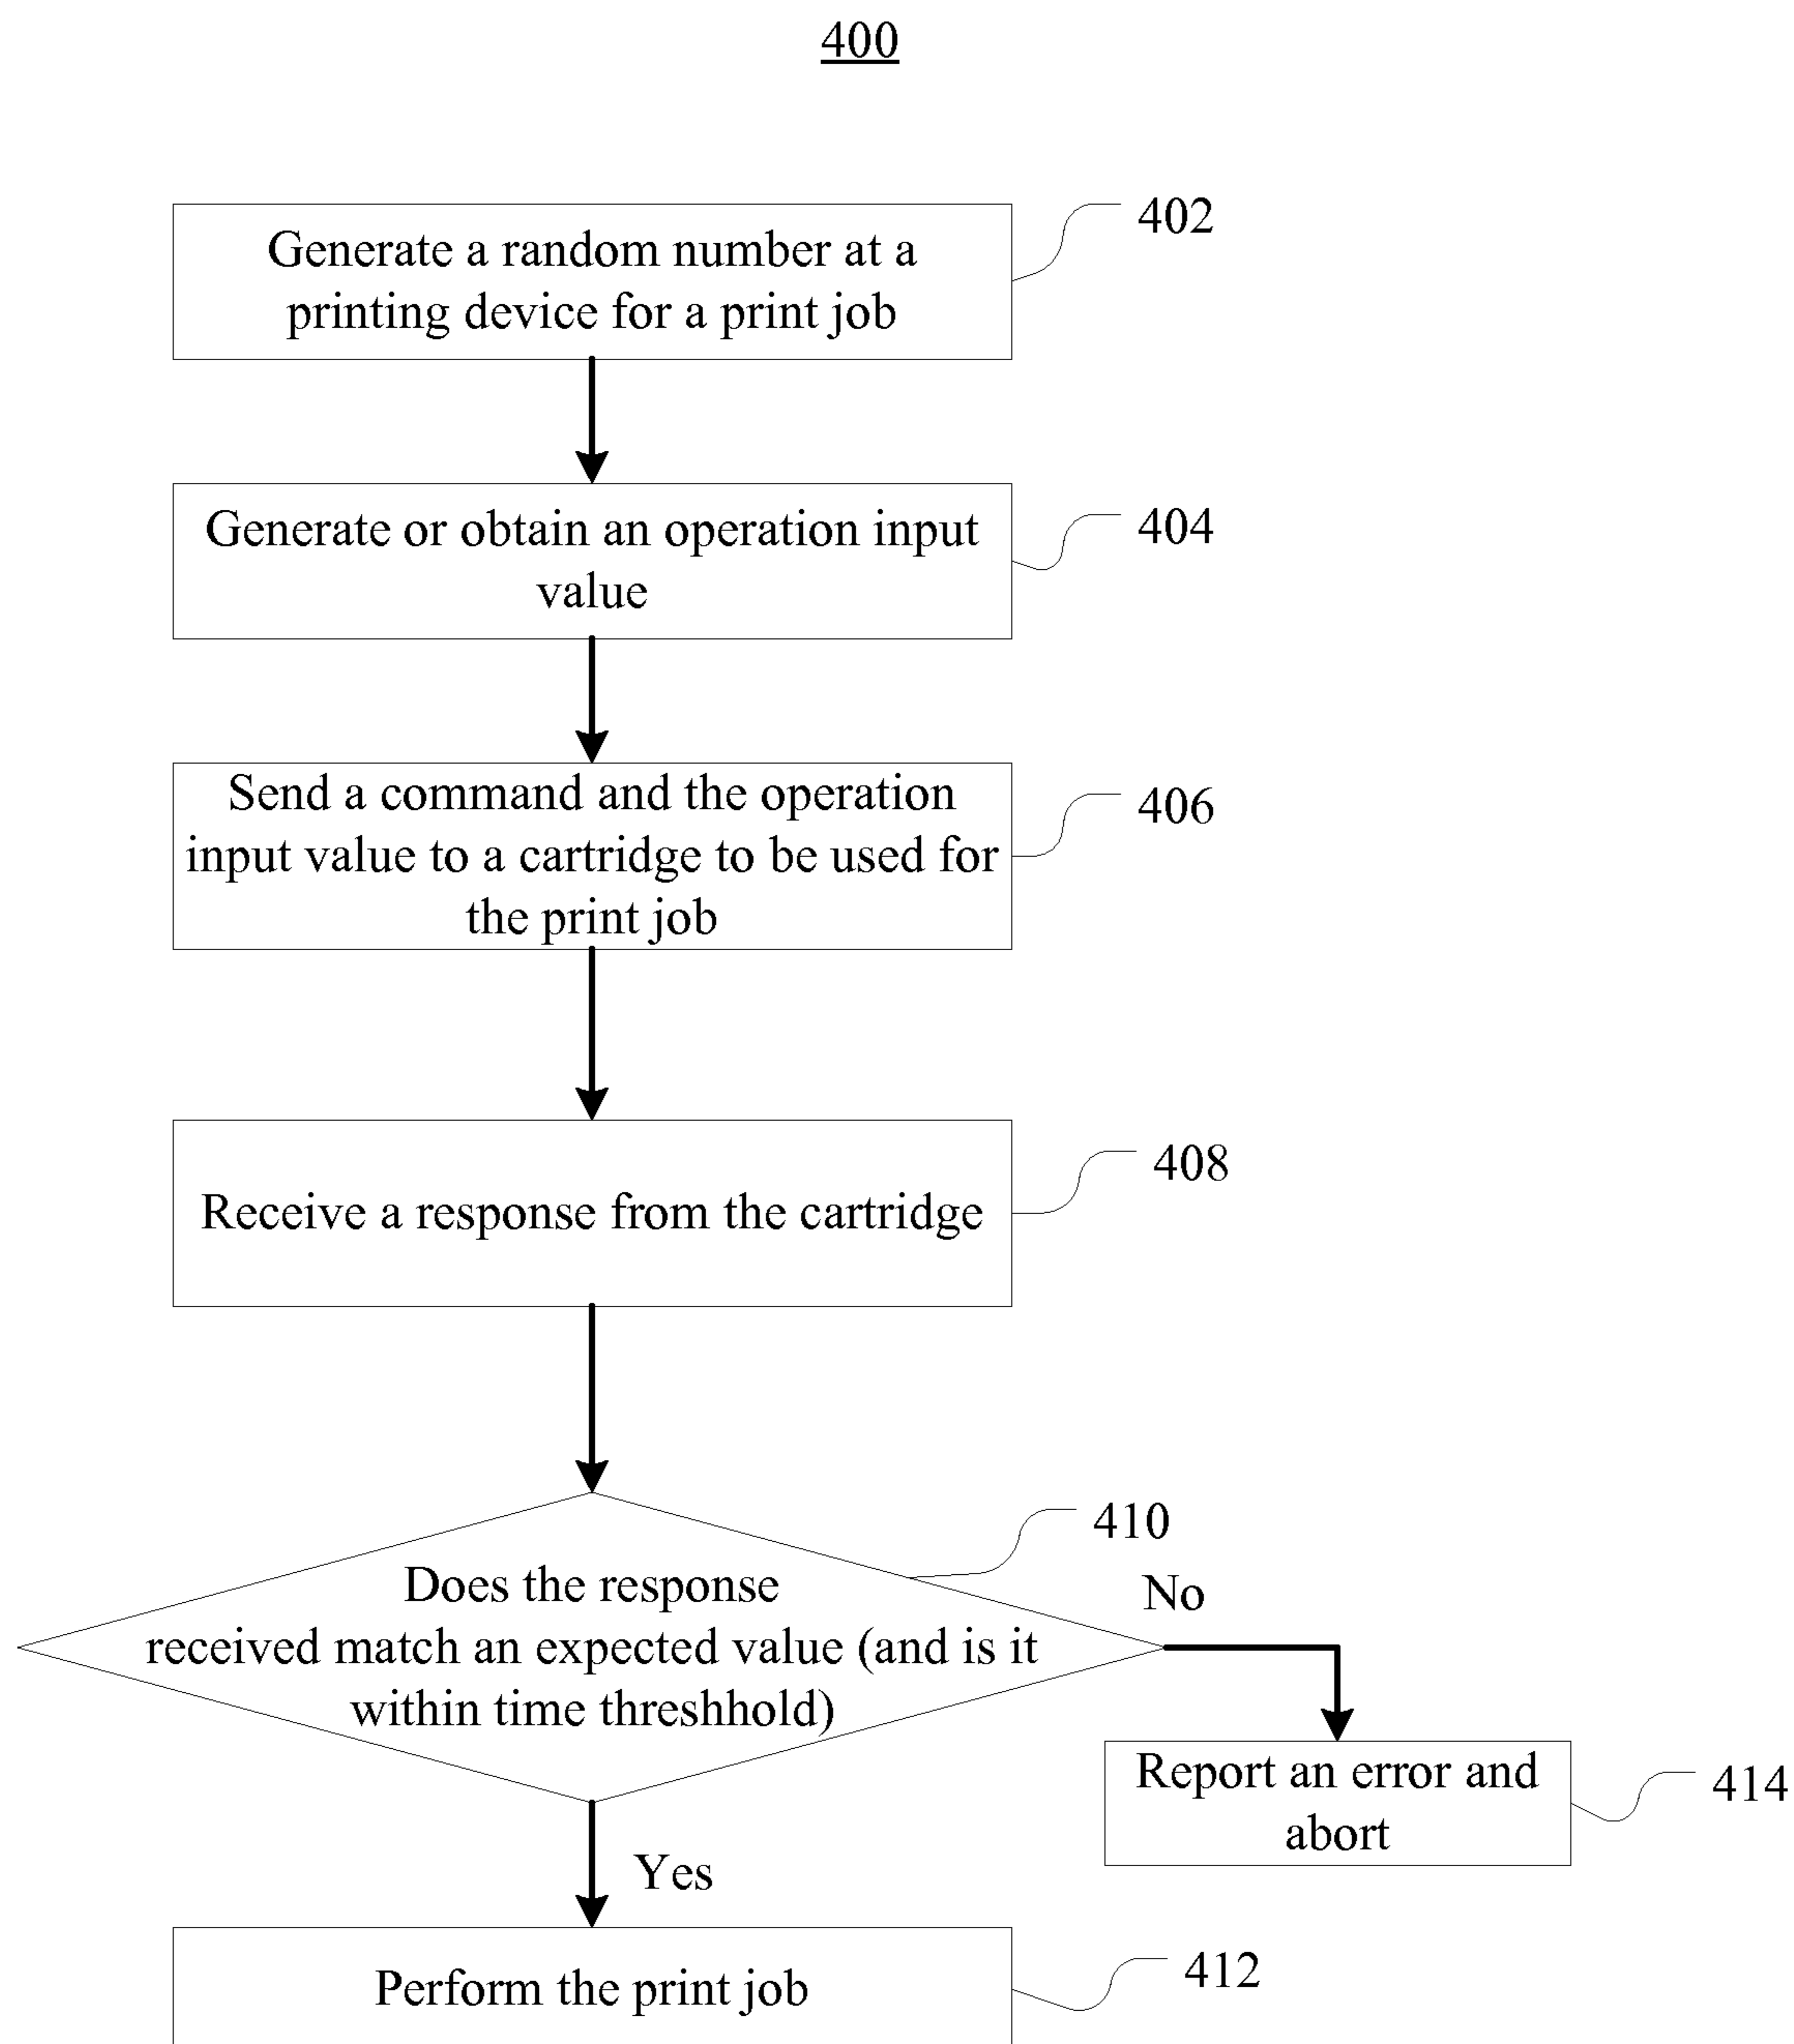 400
Generate a random number at a
printing device for a print job
402
Generate or obtain an operation input
value
404
Send a command and the operation
input value to a cartridge to be used for
the print job
406
Receive a response from the cartridge
408
Does the response
received match an expected value (and is it
within time threshhold)
410
No
Report an error and
abort
414
Yes
Perform the print job
412